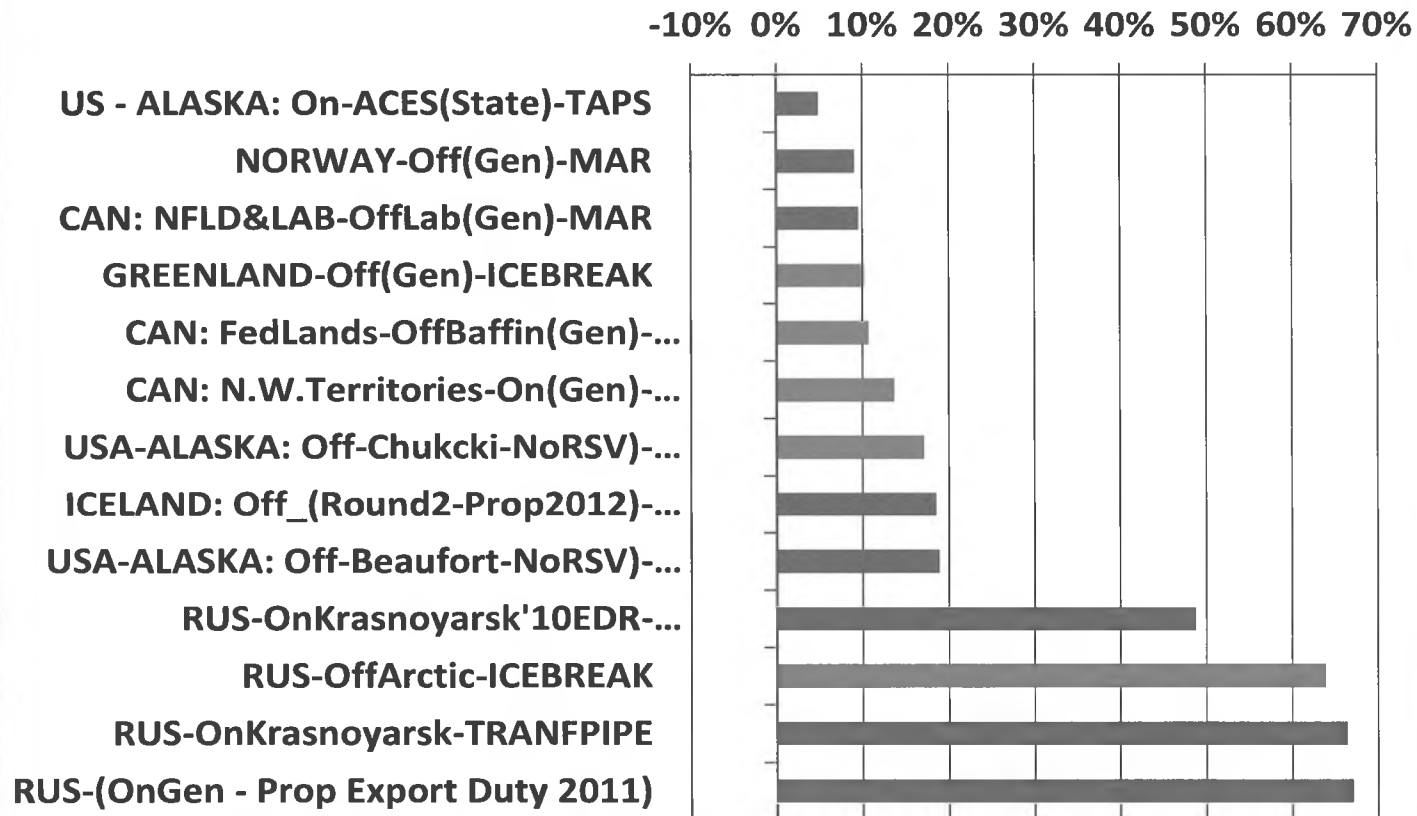 -10% 0% 10% 20% 30% 40% 50% 60% 70%
US - ALASKA: On-ACES(State)-TAPS
NORWAY-Off(Gen)-MAR
CAN: NFLD&LAB-OffLab(Gen)-MAR
GREENLAND-Off(Gen)-ICEBREAK
CAN: FedLands-OffBaffin(Gen)-...
CAN: N.W.Territories-On(Gen)-...
USA-ALASKA: Off-Chukcki-NoRSV)-...
ICELAND: Off_(Round2-Prop2012)-...
USA-ALASKA: Off-Beaufort-NoRSV)-...
RUS-OnKrasnoyarsk'10EDR-...
RUS-OffArctic-ICEBREAK
RUS-OnKrasnoyarsk-TRANFPIPE
RUS-(OnGen - Prop Export Duty 2011)